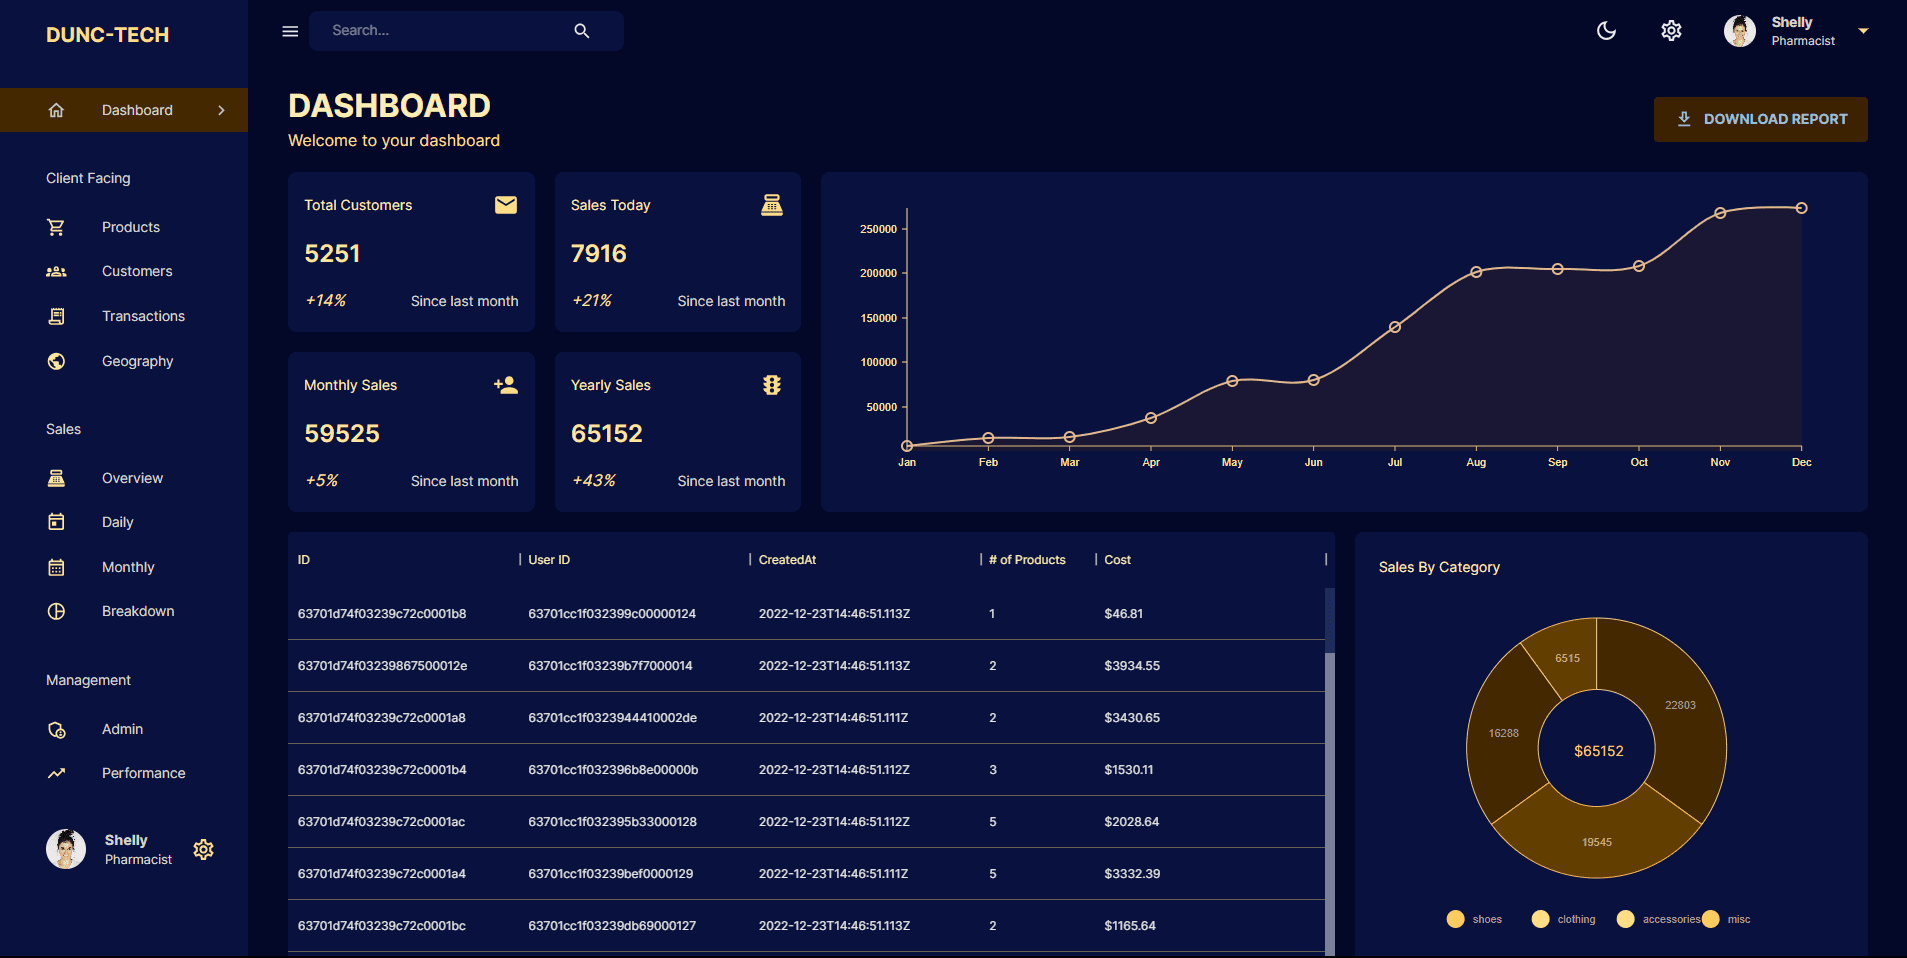 DUNC-TECH
Dashboard
Client Facing
Products
Customers
Transactions
Geography
Sales
Overview
Daily
Monthly
Breakdown
Management
Admin
Performance
Shelly
Pharmacist
Search...
Shelly
Pharmacist
DASHBOARD
Welcome to your dashboard
DOWNLOAD REPORT
Total Customers
5251
+14% Since last month
Sales Today
7916
+21% Since last month
Monthly Sales
59525
+5% Since last month
Yearly Sales
65152
+43% Since last month
250000
200000
150000
100000
50000
Jan Feb Mar Apr May Jun Jul Aug Sep Oct Nov Dec
ID User ID CreatedAt # of Products Cost
63701d74f03239c72c0001b8 63701cc1f032399c00000124 2022-12-23T14:46:51.113Z 1 $46.81
63701d74f03239867500012e 63701cc1f03239b7f7000014 2022-12-23T14:46:51.113Z 2 $3934.55
63701d74f03239c72c0001a8 63701cc1f0323944410002de 2022-12-23T14:46:51.111Z 2 $3430.65
63701d74f03239c72c0001b4 63701cc1f032396b8e00000b 2022-12-23T14:46:51.112Z 3 $1530.11
63701d74f03239c72c0001ac 63701cc1f032395b33000128 2022-12-23T14:46:51.112Z 5 $2028.64
63701d74f03239c72c0001a4 63701cc1f03239bef0000129 2022-12-23T14:46:51.111Z 5 $3332.39
63701d74f03239c72c0001bc 63701cc1f03239db69000127 2022-12-23T14:46:51.113Z 2 $1165.64
Sales By Category
6515
22803
16288
$65152
19545
shoes clothing accessories misc